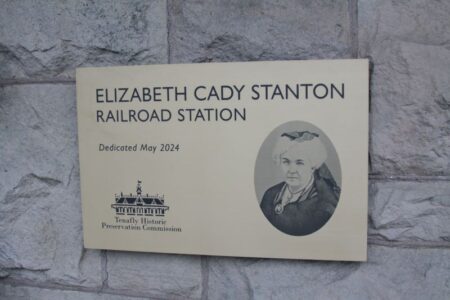 ELIZABETH CADY STANTON
RAILROAD STATION
Dedicated May 2024
Tenafly Historic
Preservation Commission